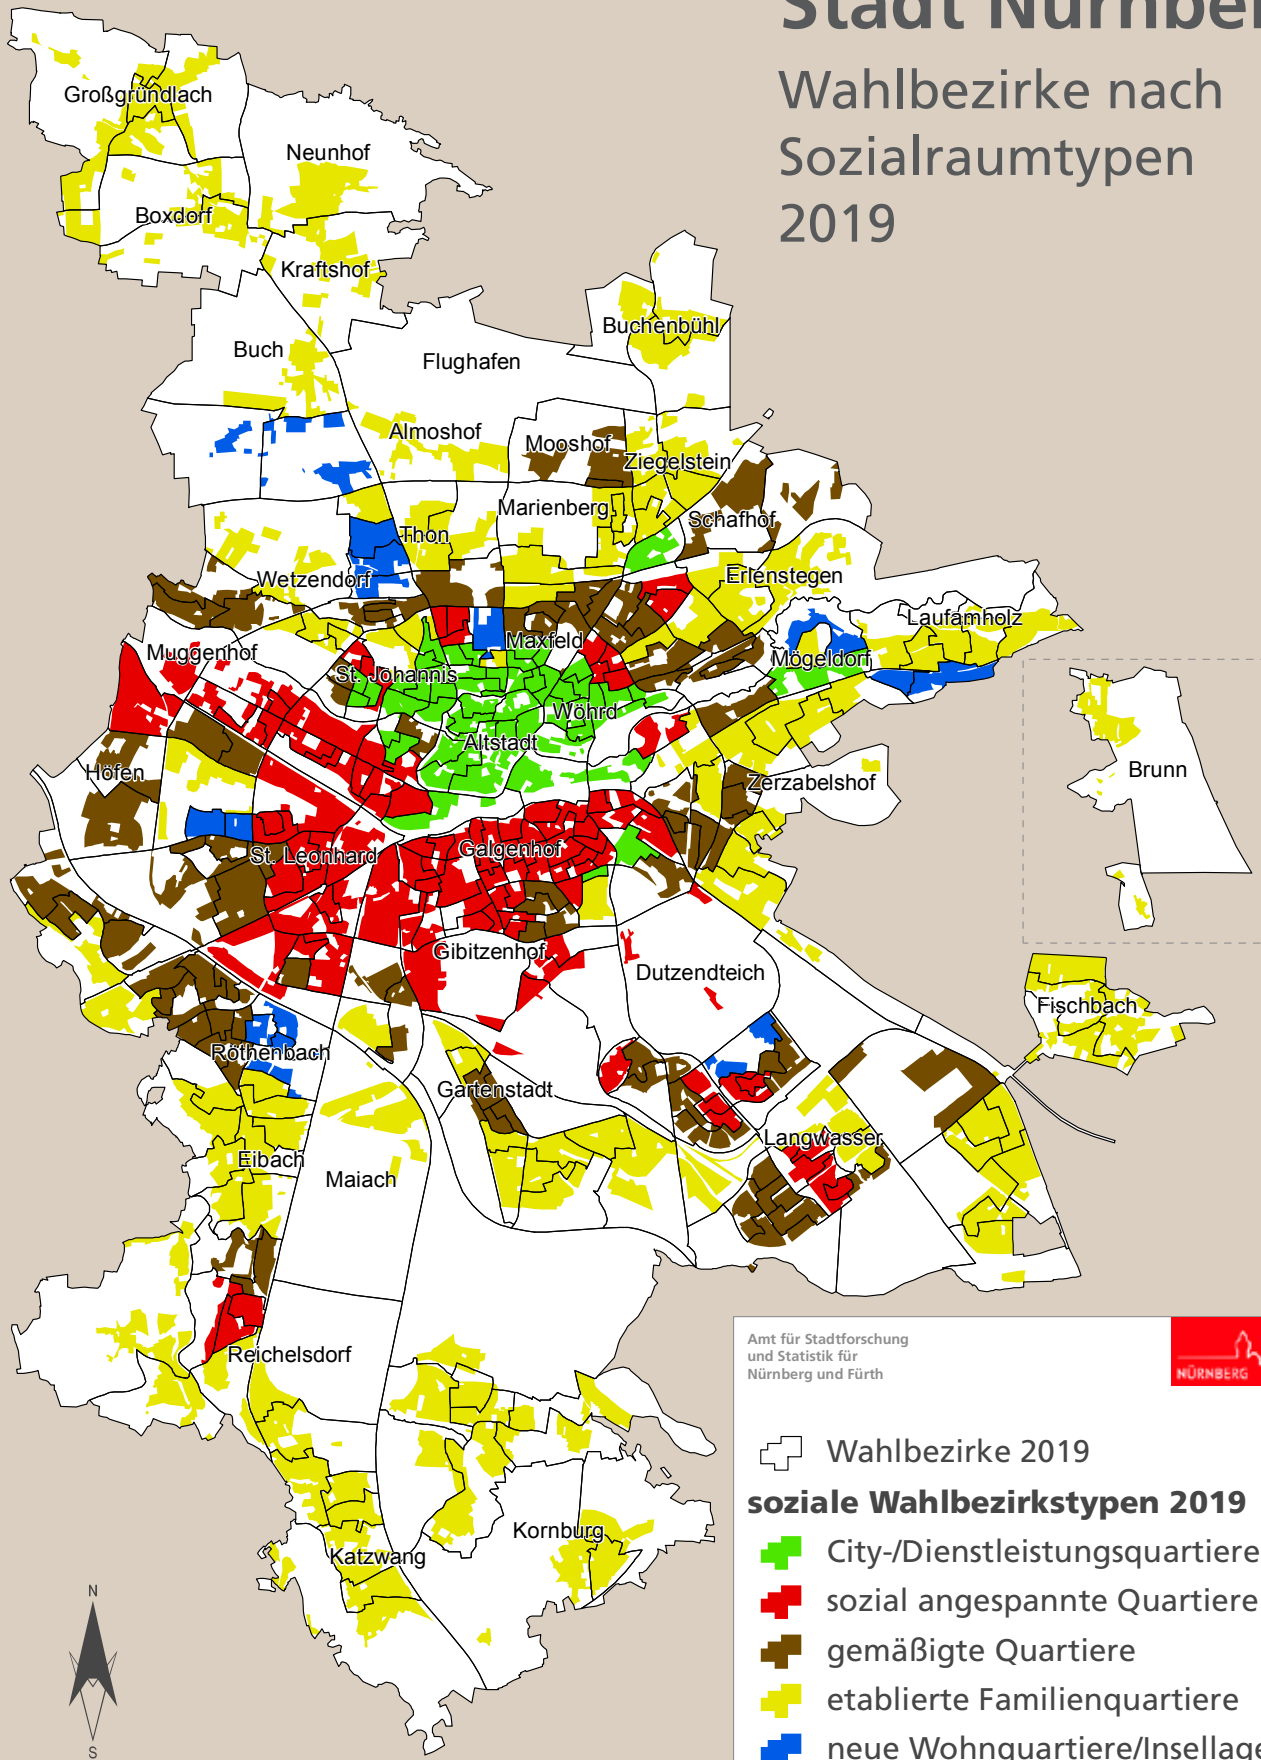 Stadt Nürnber
Wahlbezirke nach
Sozialraumtypen
2019
Großgründlach
Neunhof
Boxdorf
Kraftshof
Buchenbühl
Buch
Flughafen
Almoshof
Mooshof
Ziegelstein
Marienberg
Schafhof
Thon
Wetzendorf
Erlenstegen
Laufamholz
Maxfeld
Muggenhof
Mögeldorf
St. Johannis
Wöhrd
Altstadt
Höfen
Zerzabelshof
Brunn
St. Leonhard
Galgenhof
Gibitzenhof
Dutzendteich
Fischbach
Röthenbach
Gartenstadt
Langwasser
Eibach
Maiach
Reichelsdorf
Kornburg
Katzwang
N
S
Amt für Stadtforschung
und Statistik für
Nürnberg und Fürth
NÜRNBERG
Wahlbezirke 2019
soziale Wahlbezirkstypen 2019
City-/Dienstleistungsquartiere
sozial angespannte Quartiere
gemäßigte Quartiere
etablierte Familienquartiere
neue Wohnquartiere/Insellage